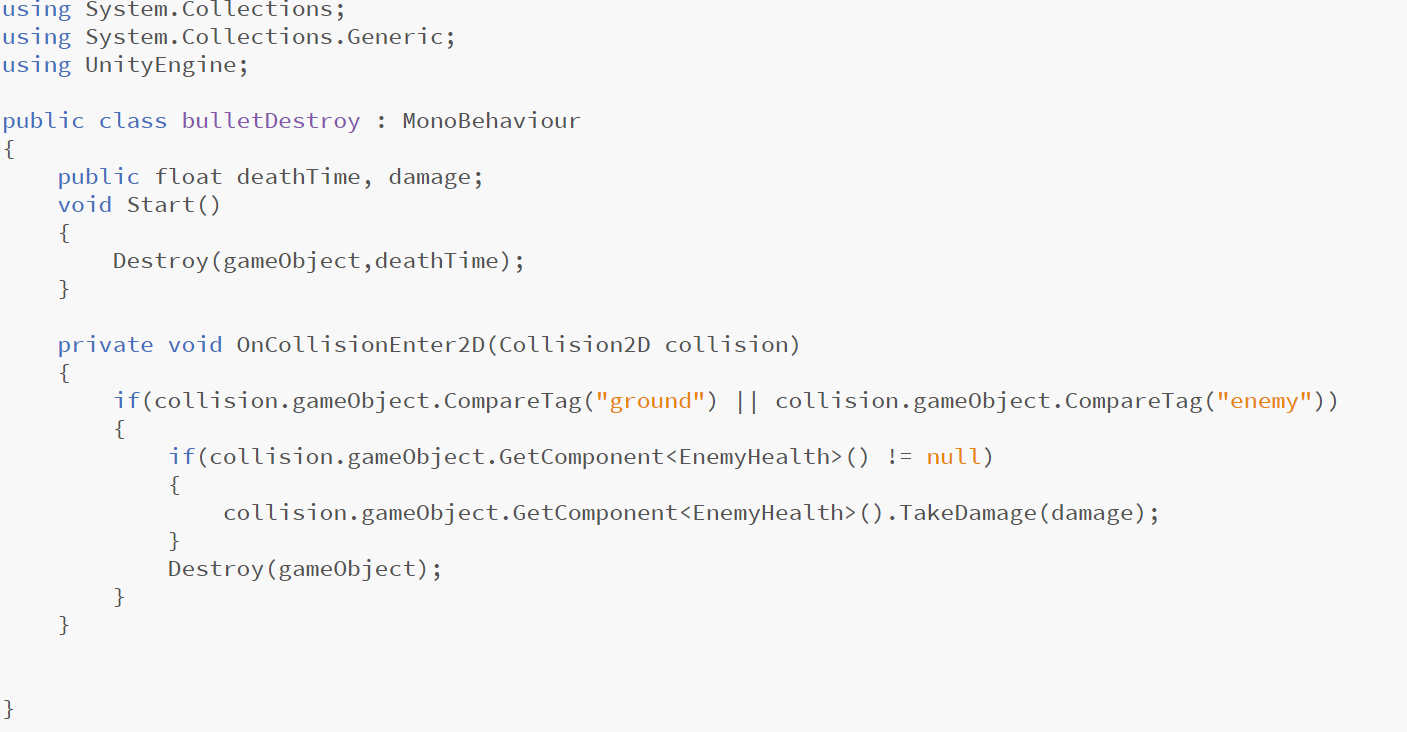 using System.Collections;
using System.Collections.Generic;
using UnityEngine;

public class bulletDestroy : MonoBehaviour
{
    public float deathTime, damage;
    void Start()
    {
        Destroy(gameObject,deathTime);
    }

    private void OnCollisionEnter2D(Collision2D collision)
    {
        if(collision.gameObject.CompareTag("ground") || collision.gameObject.CompareTag("enemy"))
        {
            if(collision.gameObject.GetComponent<EnemyHealth>() != null)
            {
                collision.gameObject.GetComponent<EnemyHealth>().TakeDamage(damage);
            }
            Destroy(gameObject);
        }
    }


}